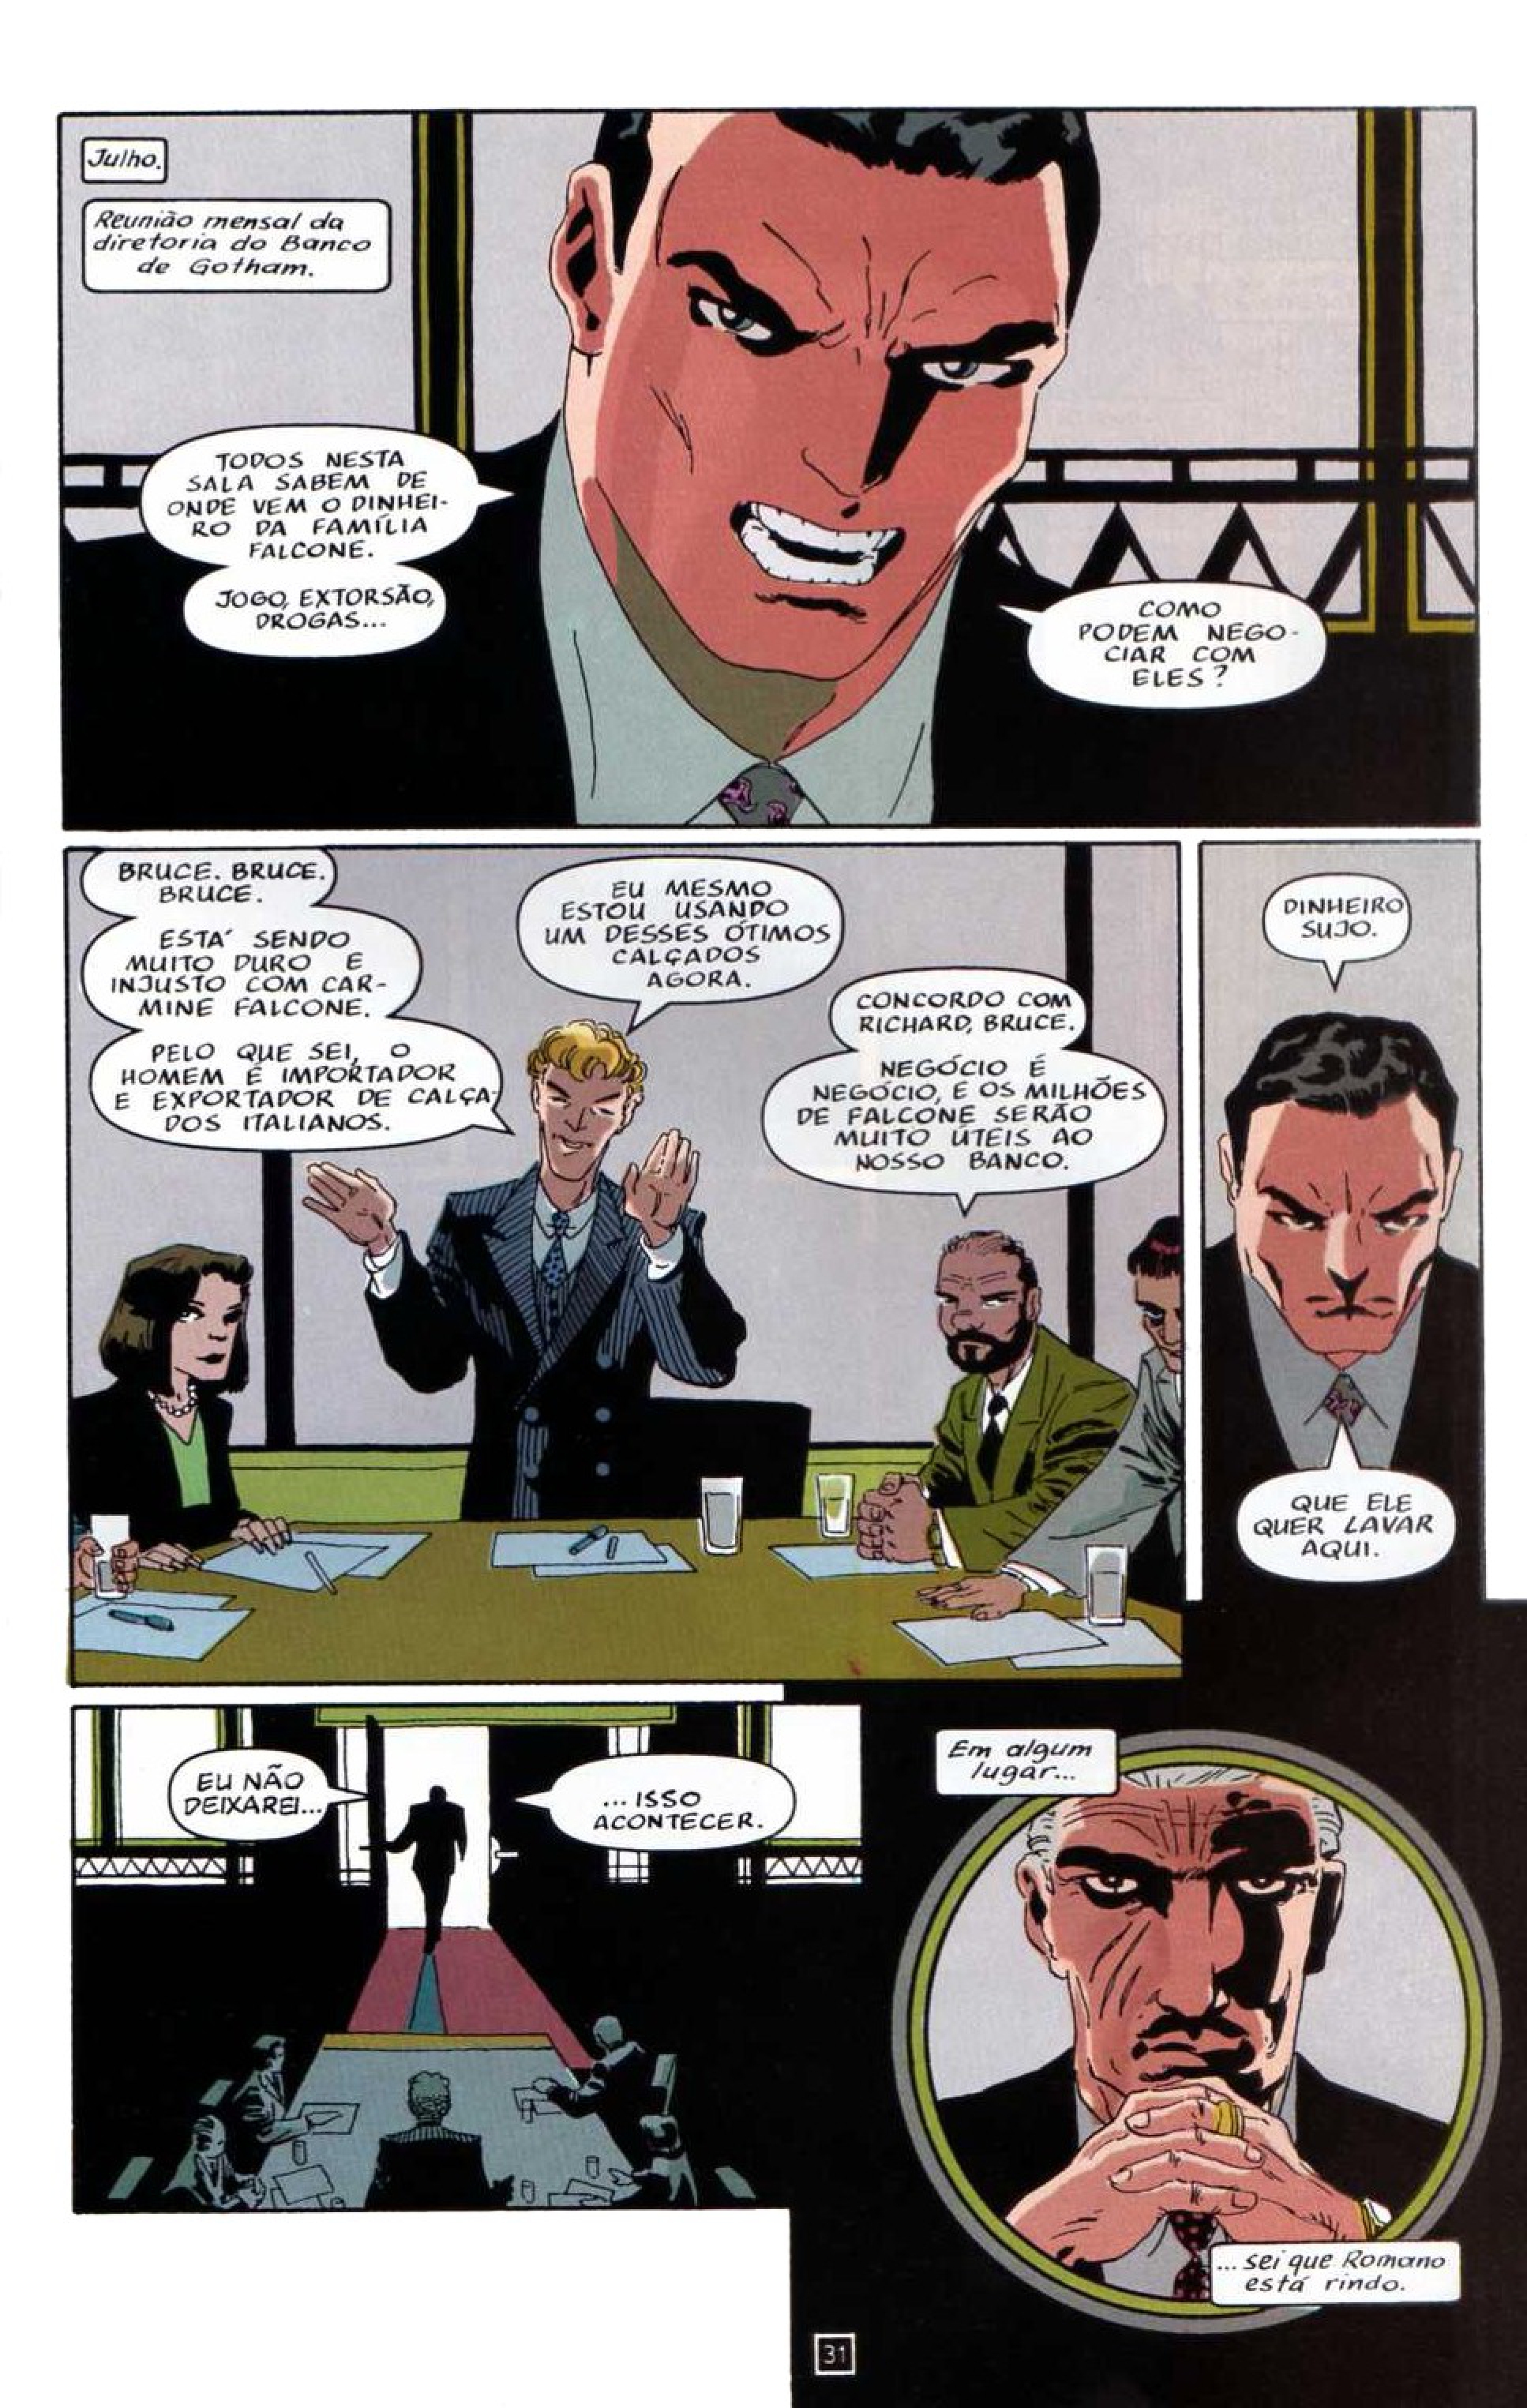 Julho.
Reunião mensal da
diretoria do Banco
de Gotham.
TODOS NESTA
SALA SABEM DE
ONDE VEM O DINHEI-
RO DA FAMÍLIA
FALCONE.
JOGO, EXTORSÃO,
DROGAS...
COMO
PODEM NEGO-
CIAR COM
ELES?
BRUCE. BRUCE.
BRUCE.
ESTÁ SENDO
MUITO DURO E
INJUSTO COM CAR-
MINE FALCONE.
PELO QUE SEI, O
HOMEM É IMPORTADOR
E EXPORTADOR DE CALÇA-
DOS ITALIANOS.
EU MESMO
ESTOU USANDO
UM DESSES ÓTIMOS
CALÇADOS
AGORA.
CONCORDO COM
RICHARD, BRUCE.
NEGÓCIO É
NEGÓCIO, E OS MILHÕES
DE FALCONE SERÃO
MUITO ÚTEIS AO
NOSSO BANCO.
DINHEIRO
SUJO.
QUE ELE
QUER LAVAR
AQUI.
EU NÃO
DEIXAREI...
...ISSO
ACONTECER.
Em algum
lugar...
...sei que Romano
está rindo.
31